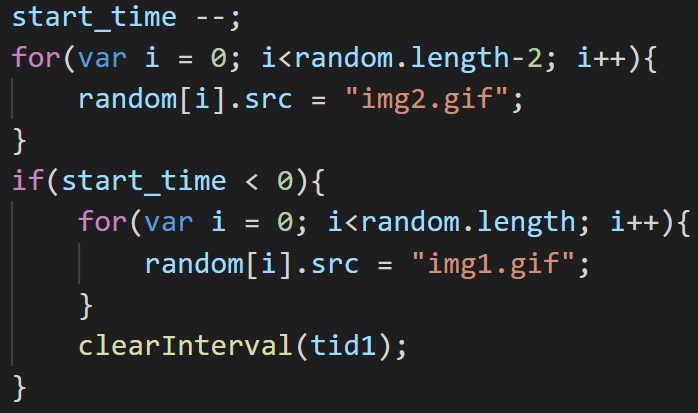 start_time --;
for(var i = 0; i<random.length-2; i++){
    random[i].src = "img2.gif";
}
if(start_time < 0){
    for(var i = 0; i<random.length; i++){
        random[i].src = "img1.gif";
    }
    clearInterval(tid1);
}